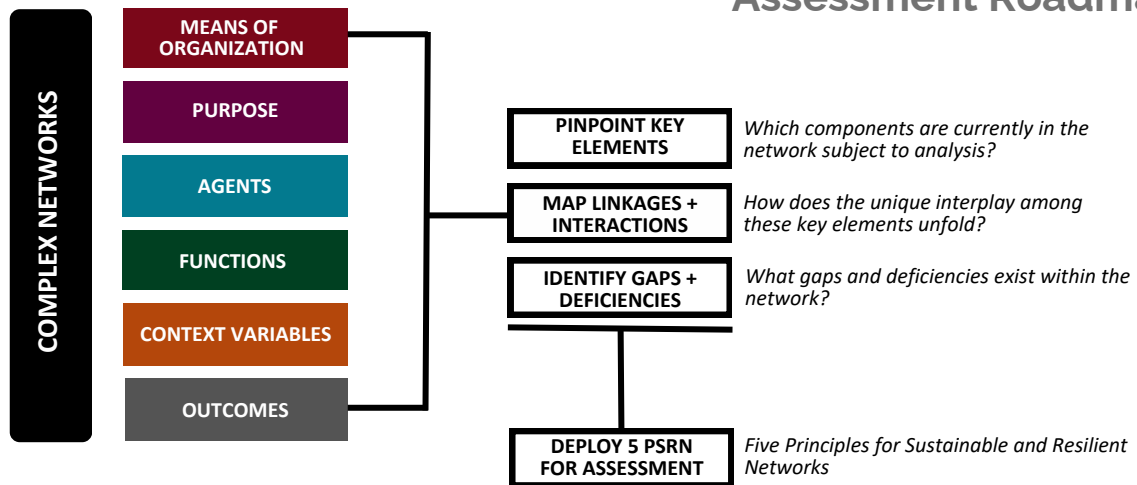 Assessment
COMPLEX NETWORKS
MEANS OF
ORGANIZATION
PURPOSE
AGENTS
FUNCTIONS
CONTEXT VARIABLES
OUTCOMES
PINPOINT KEY
ELEMENTS
Which components are currently in the
network subject to analysis?
MAP LINKAGES +
INTERACTIONS
How does the unique interplay among
these key elements unfold?
IDENTIFY GAPS +
DEFICIENCIES
What gaps and deficiencies exist within the
network?
DEPLOY 5 PSRN
FOR ASSESSMENT
Five Principles for Sustainable and Resilient
Networks